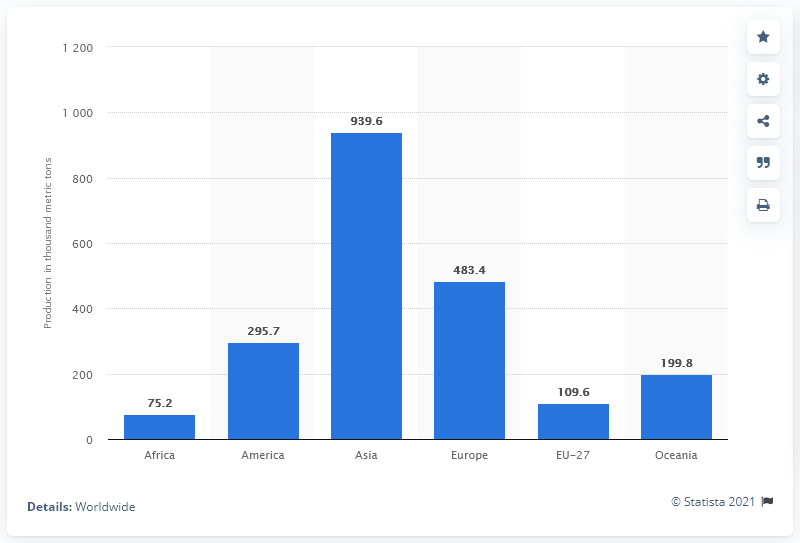 1 200
1 000
800
600
400
200
0
Production in thousand metric tons
75.2
295.7
939.6
483.4
109.6
199.8
Africa
America
Asia
Europe
EU-27
Oceania
Details: Worldwide
© Statista 2021